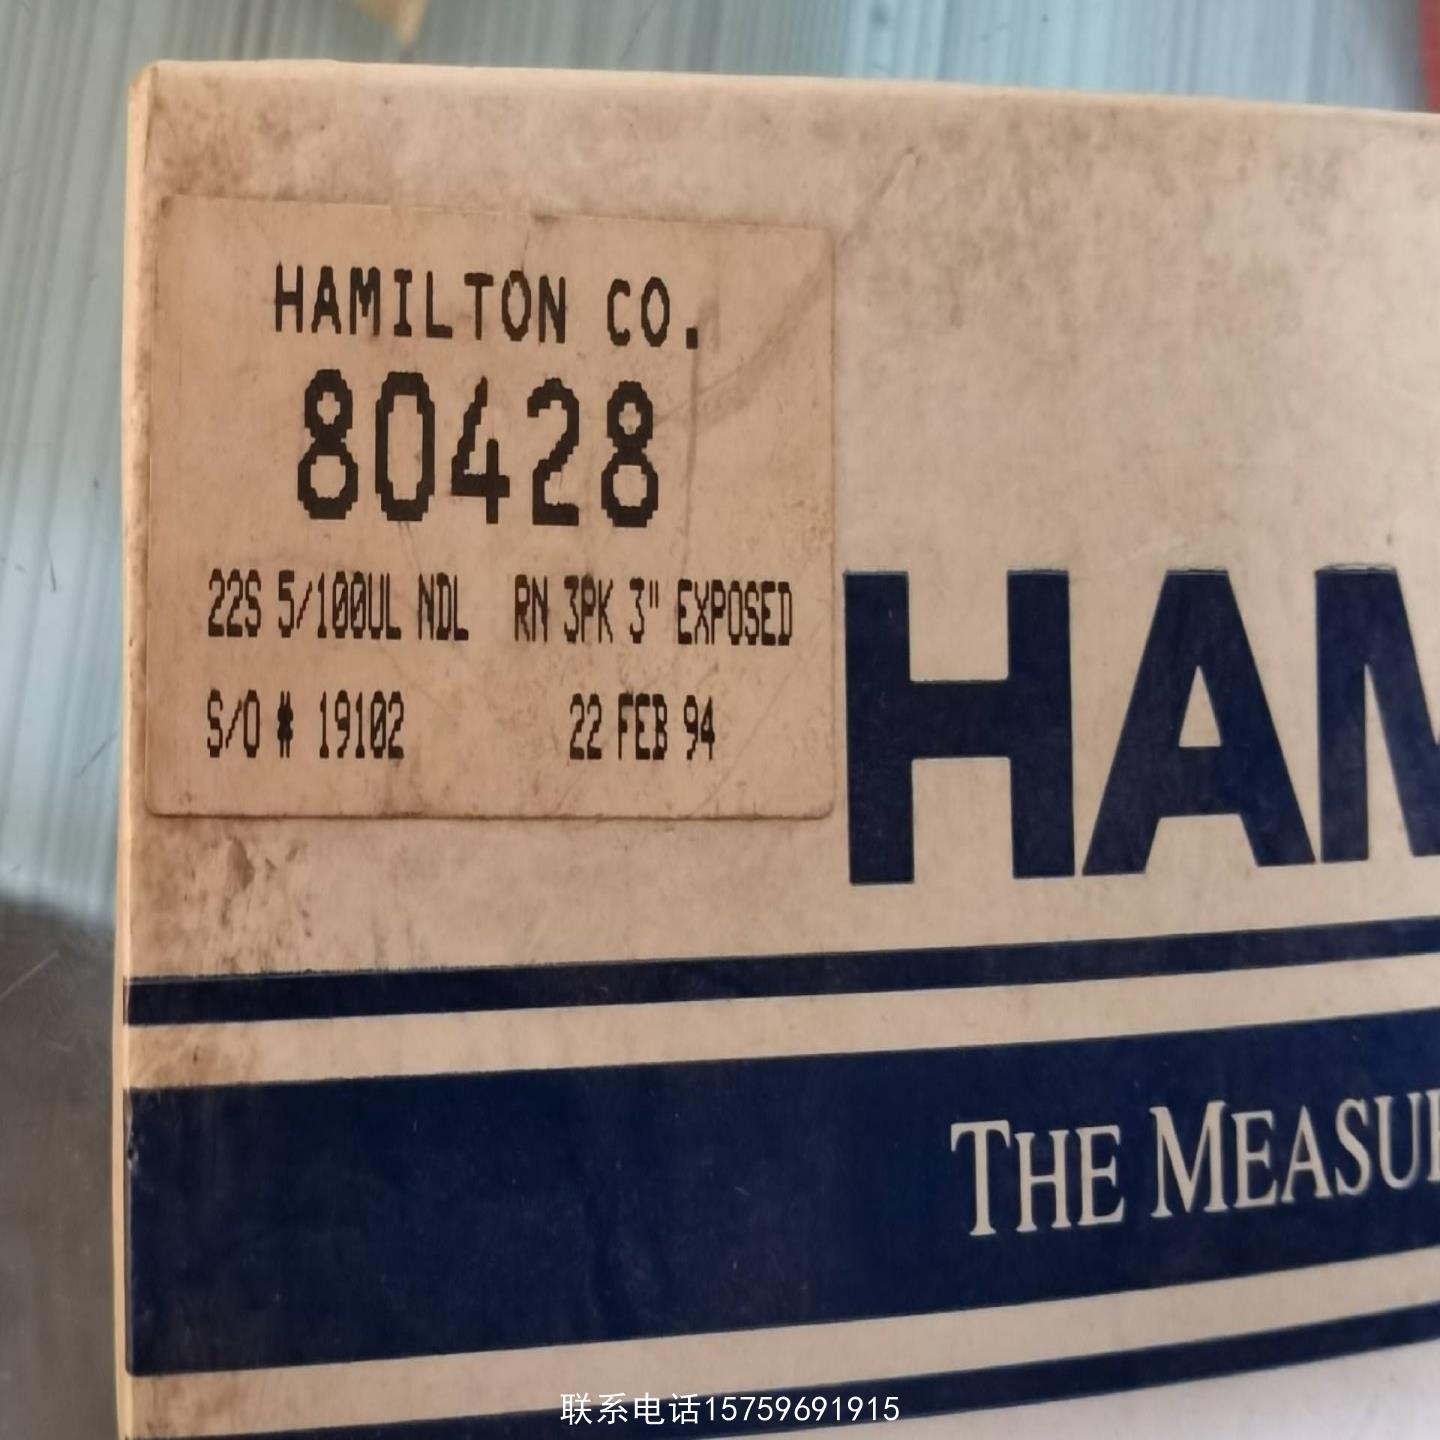 HAMILTON CO.
80428
22S 5/100UL NDL RN 3PK 3" EXPOSED
S/O # 19102 22 FEB 94
HAM
THE MEASUR
联系电话15759691915